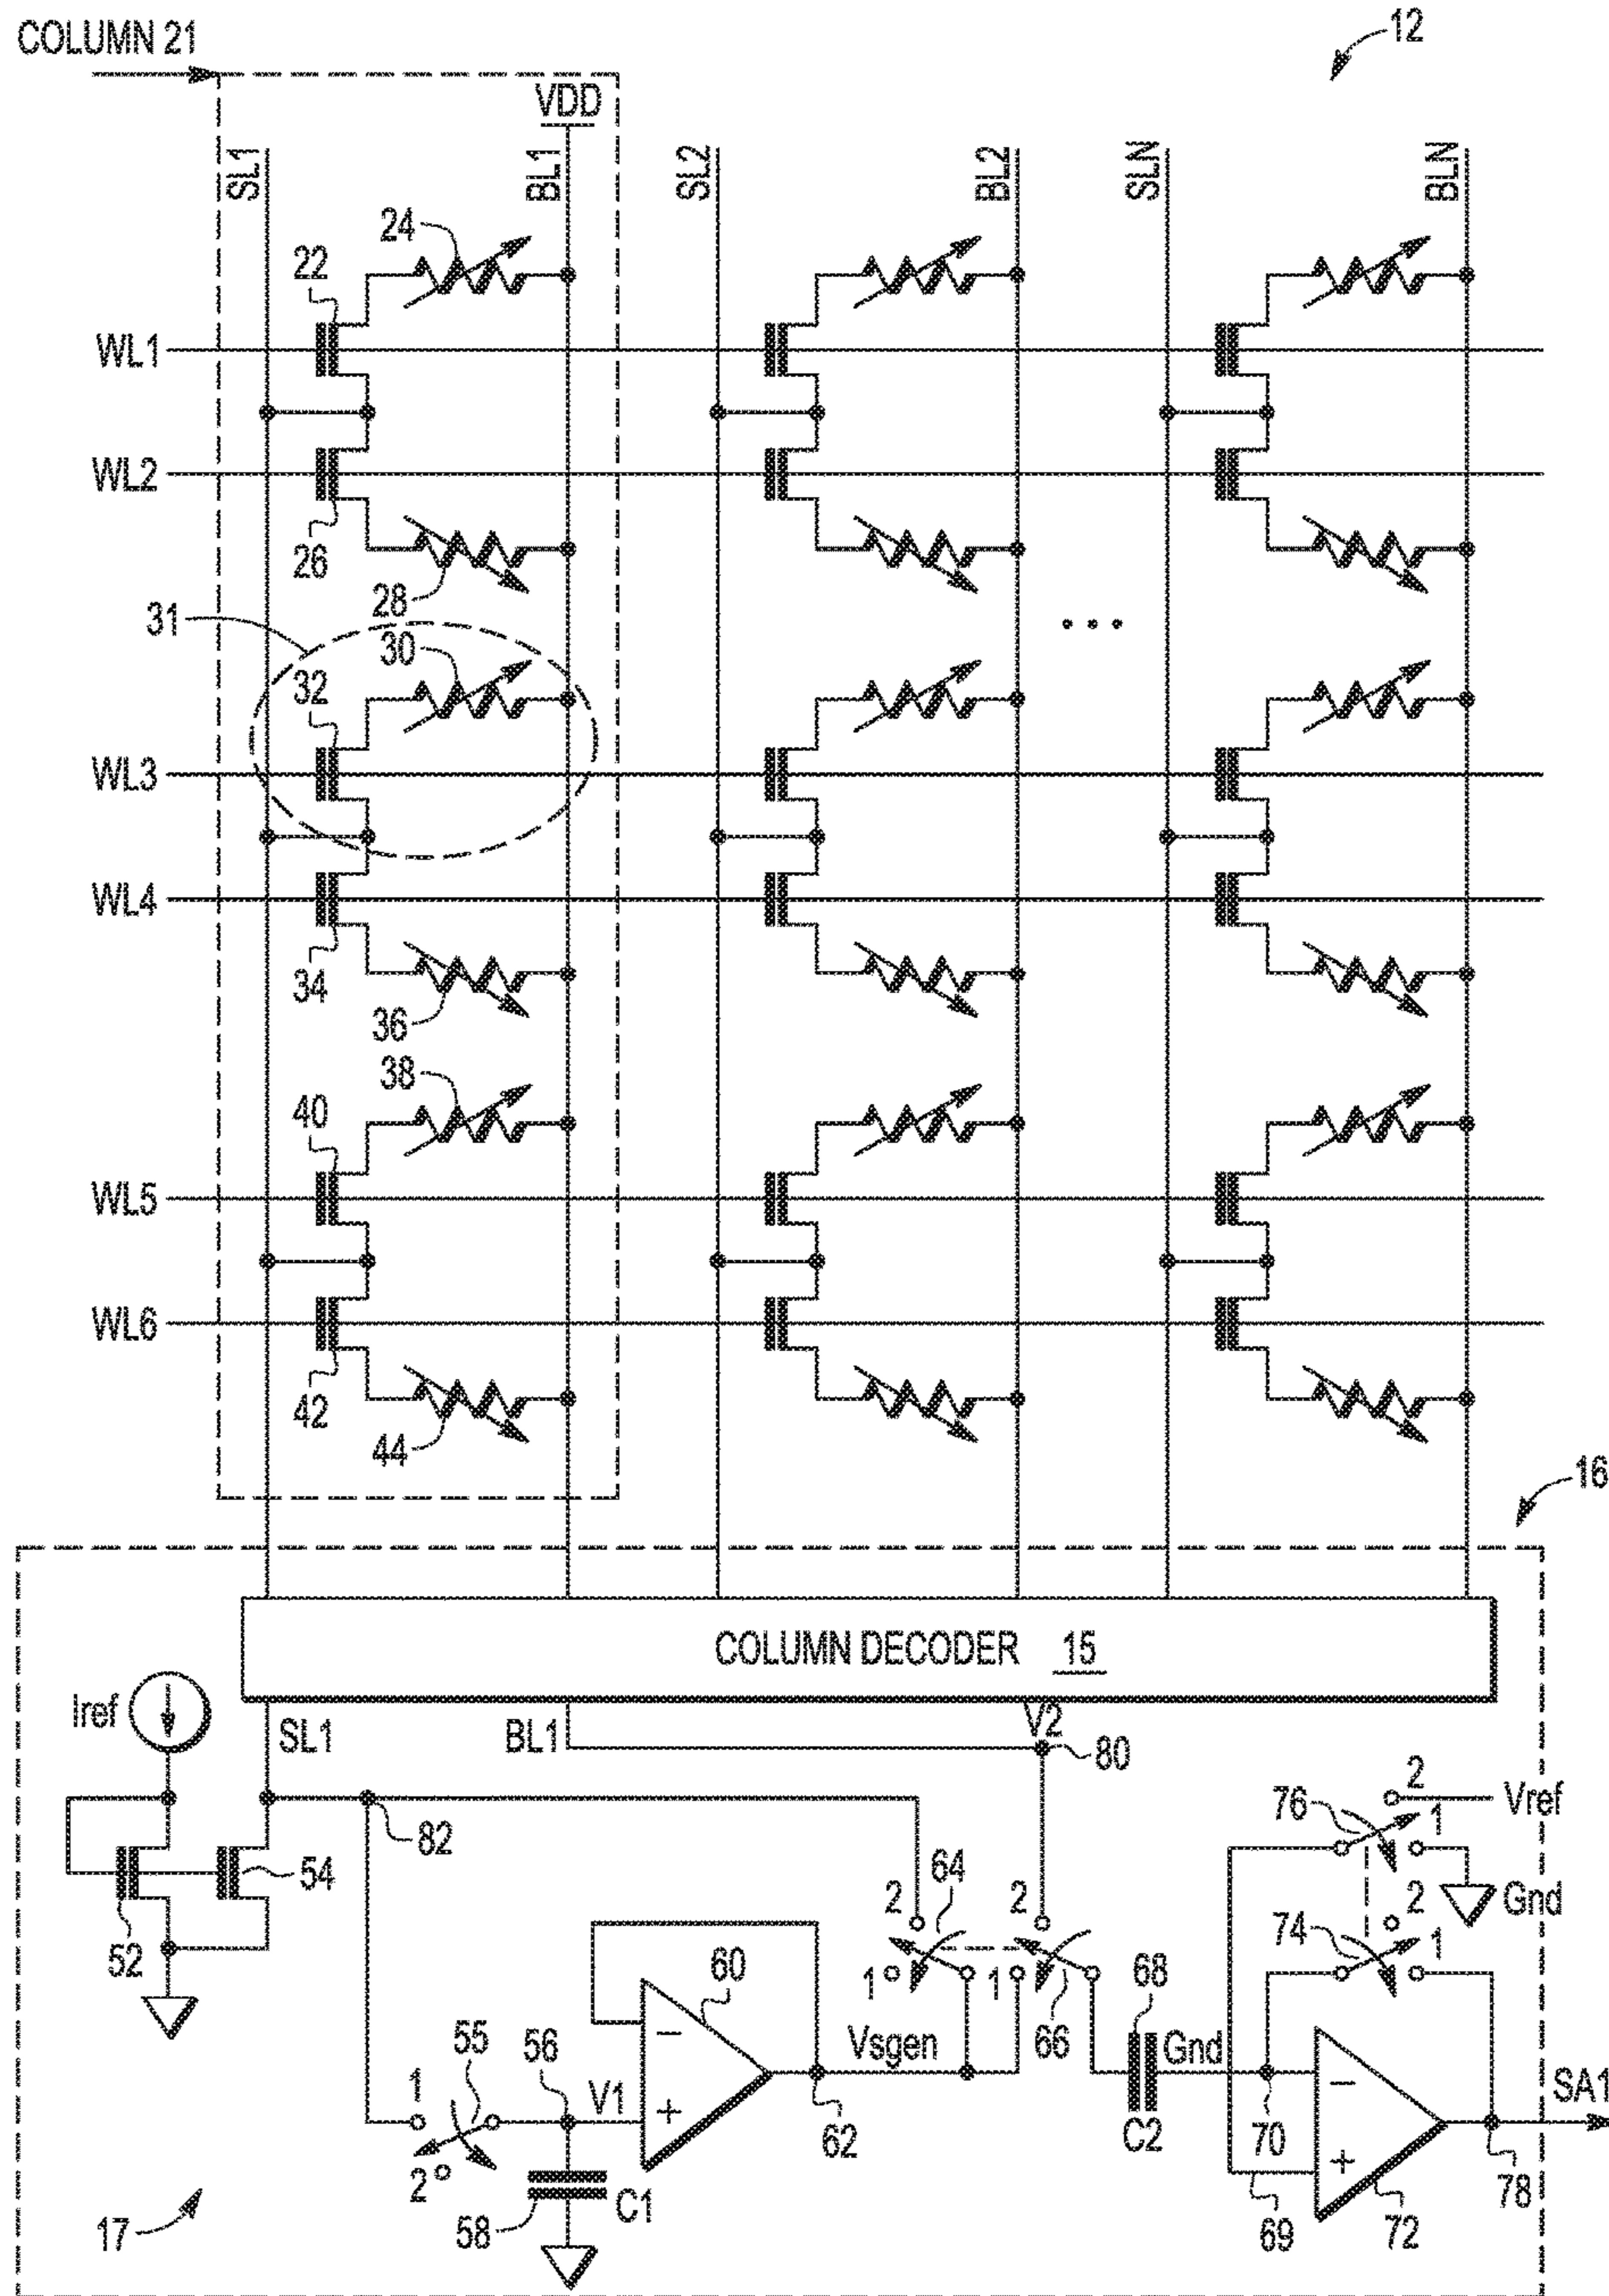 COLUMN 21
12
VDD
SL1
BL1
SL2
BL2
SLN
BLN
24
22
WL1
WL2
26
28
31
30
32
WL3
WL4
34
36
38
40
WL5
WL6
42
44
16
COLUMN DECODER 15
Iref
SL1
BL1
V2
80
82
54
52
2
76
1
Vref
Gnd
2
64
2
2
74
1
1
1
66
68
60
Vsgen
Gnd
C2
1
55
56
V1
2
−
+
62
58
C1
70
−
+
69
72
SA1
78
17